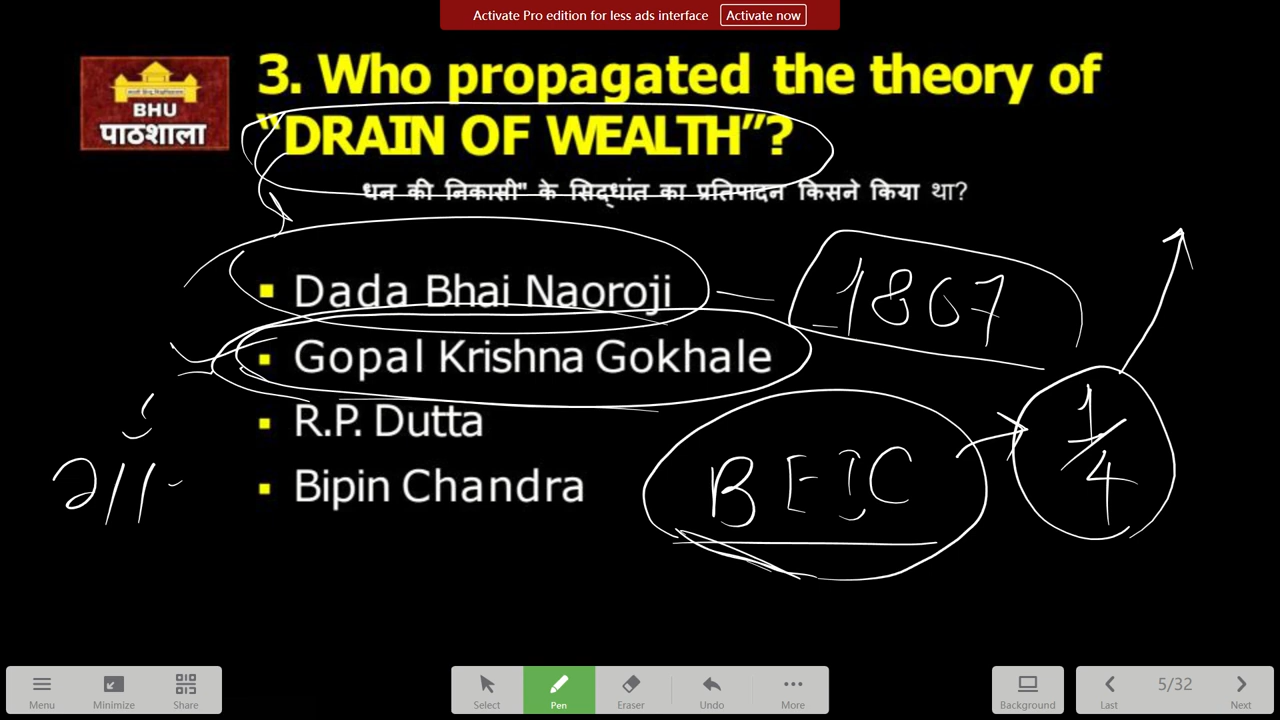 Activate Pro edition for less ads interface Activate now
BHU
पाठशाला
3. Who propagated the theory of
“DRAIN OF WEALTH”?
धन की निकासी" के सिद्धांत का प्रतिपादन किसने किया था?
▪ Dada Bhai Naoroji
1867
▪ Gopal Krishna Gokhale
▪ R.P. Dutta
▪ Bipin Chandra
BEIC
1/4
Menu Minimize Share Select Pen Eraser Undo More Background Last 5/32 Next